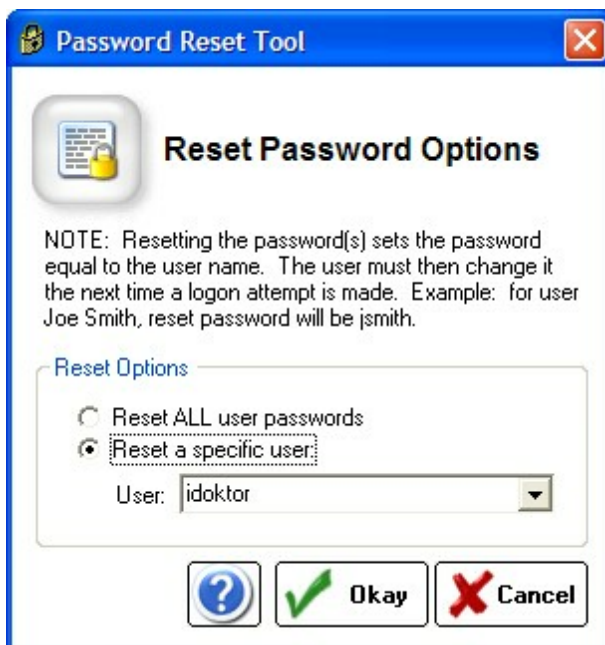 Password Reset Tool
Reset Password Options
NOTE:  Resetting the password(s) sets the password
equal to the user name.  The user must then change it
the next time a logon attempt is made.  Example:  for user
Joe Smith, reset password will be jsmith.
Reset Options
Reset ALL user passwords
Reset a specific user:
User: idoktor
? Okay Cancel